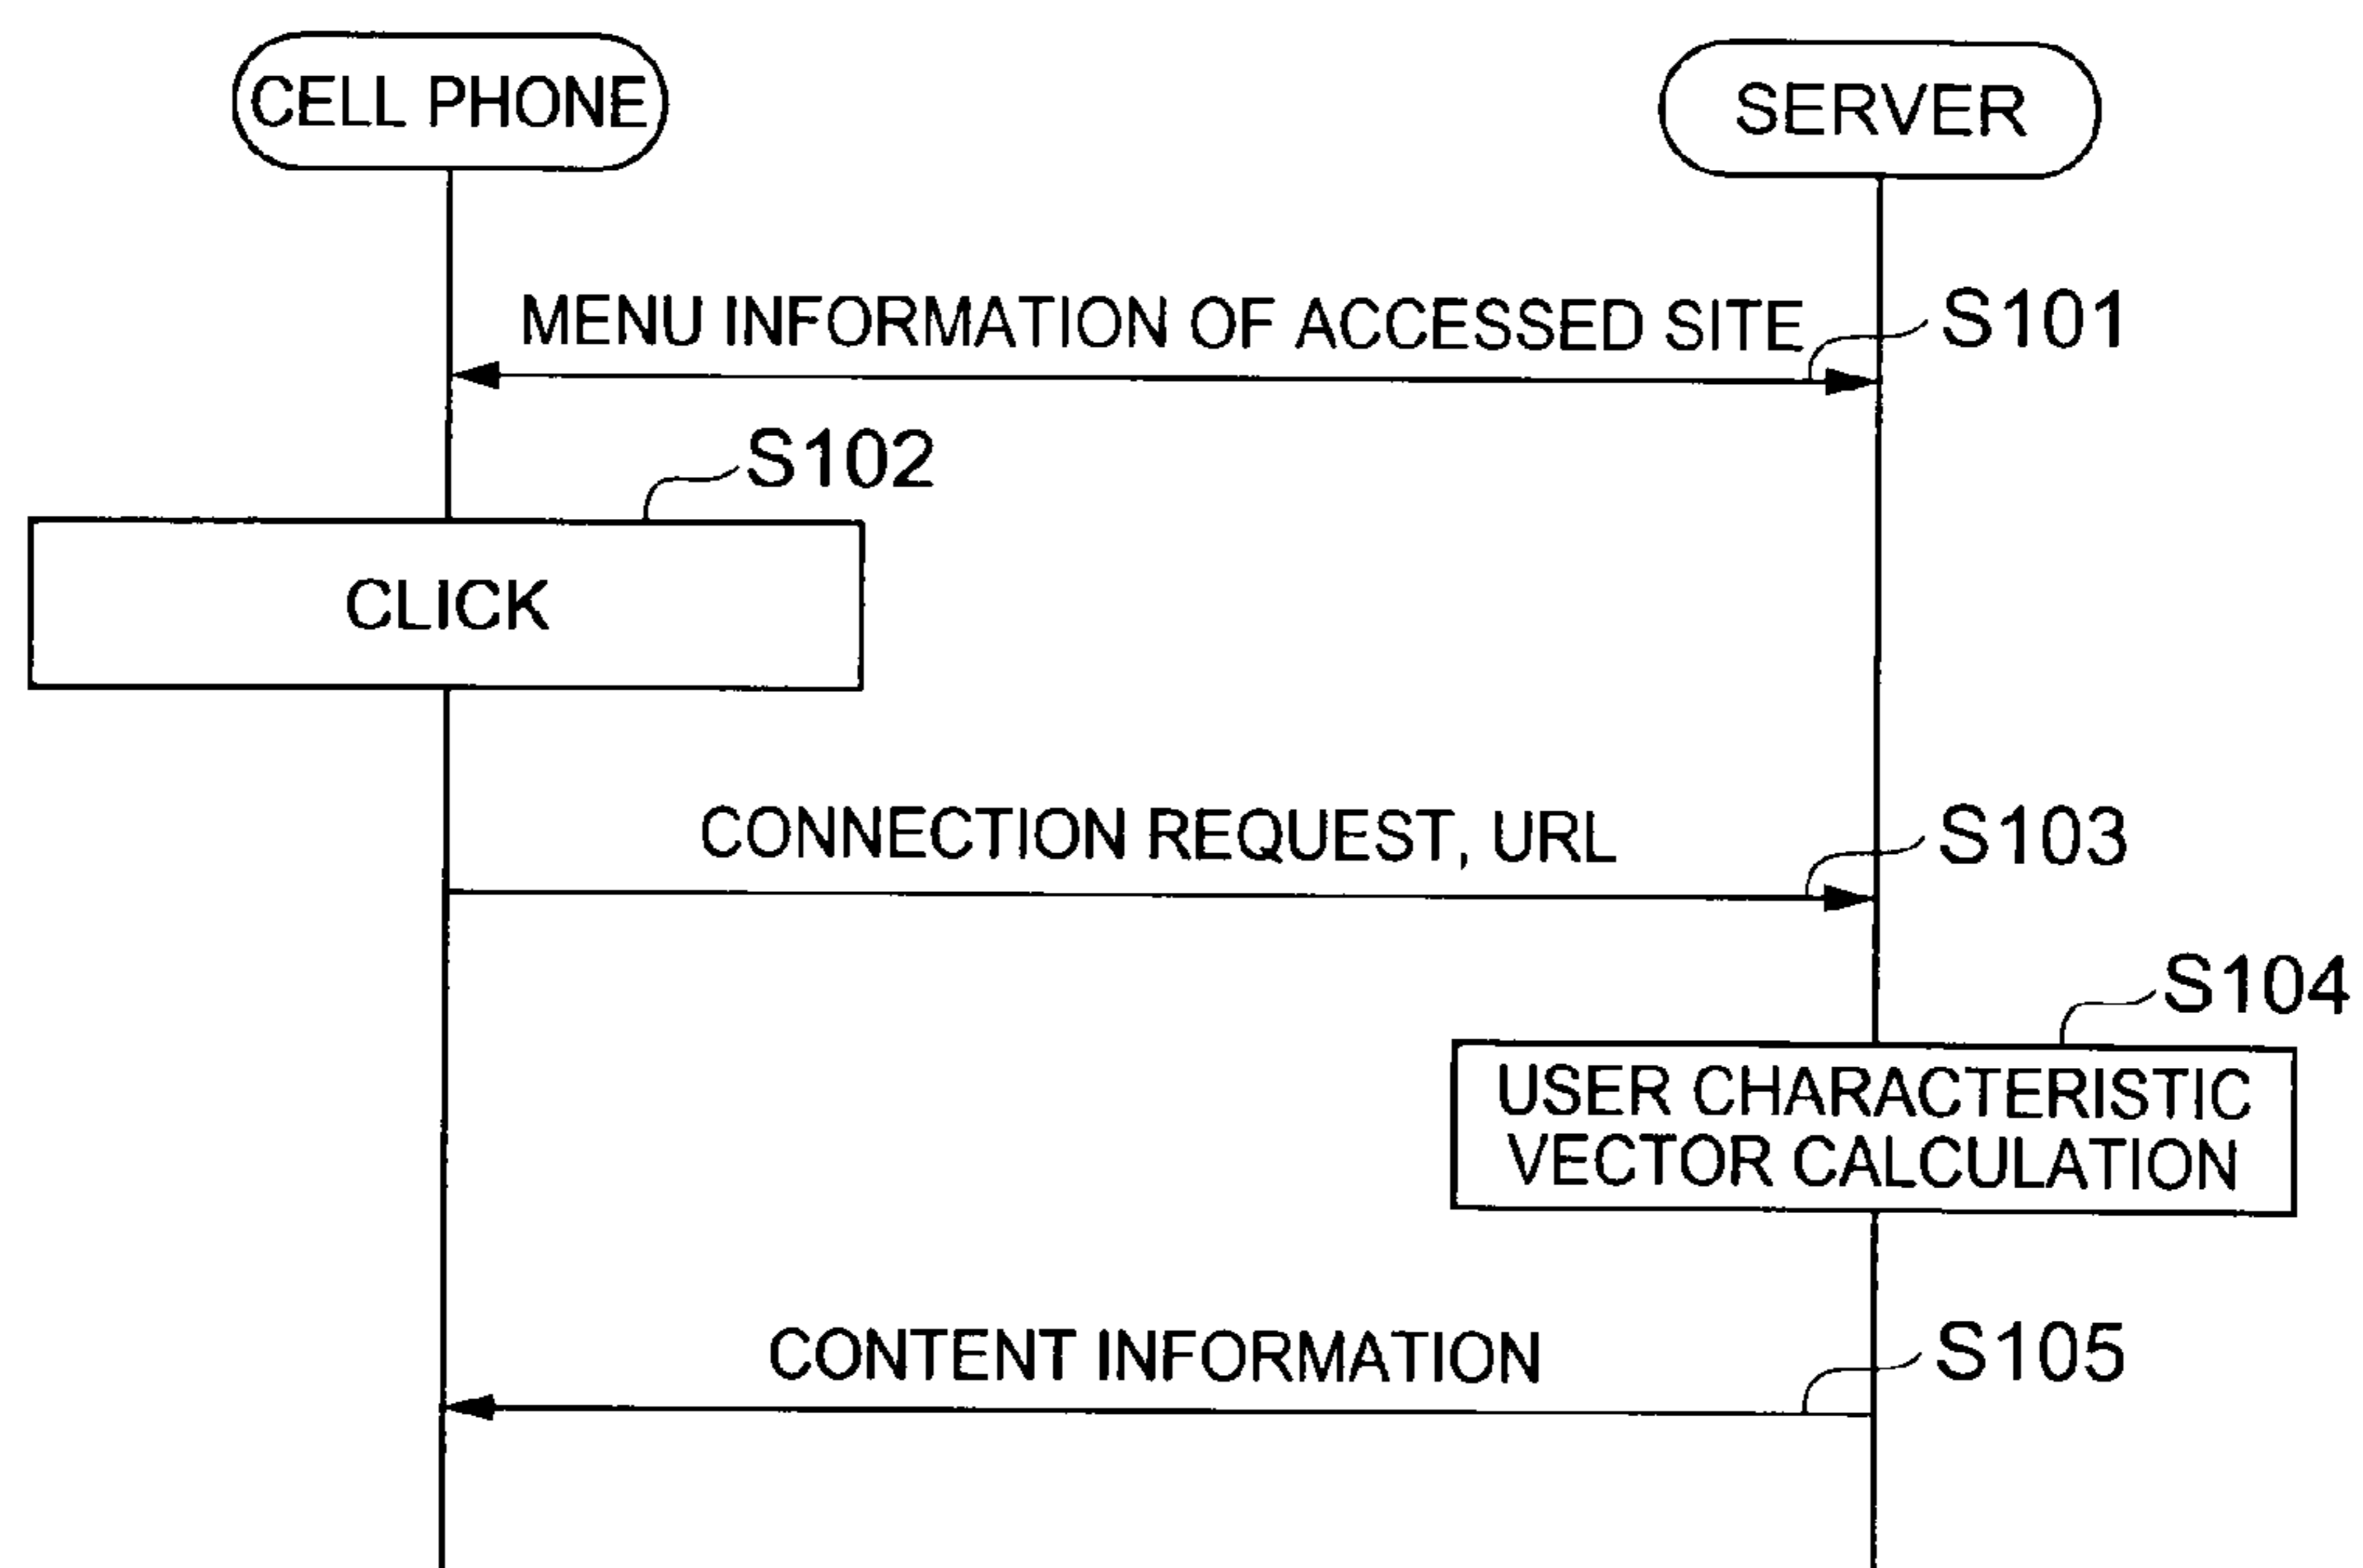 CELL PHONE
SERVER
MENU INFORMATION OF ACCESSED SITE
S101
S102
CLICK
CONNECTION REQUEST, URL
S103
S104
USER CHARACTERISTIC
VECTOR CALCULATION
CONTENT INFORMATION
S105